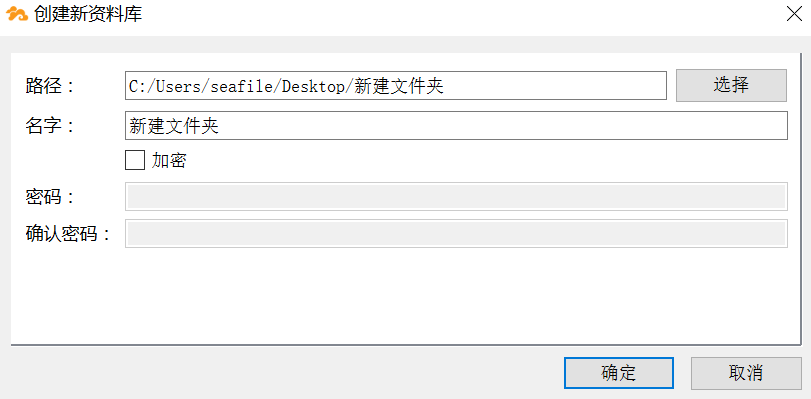 创建新资料库
路径： C:/Users/seafile/Desktop/新建文件夹 选择
名字： 新建文件夹
加密
密码：
确认密码：
确定 取消